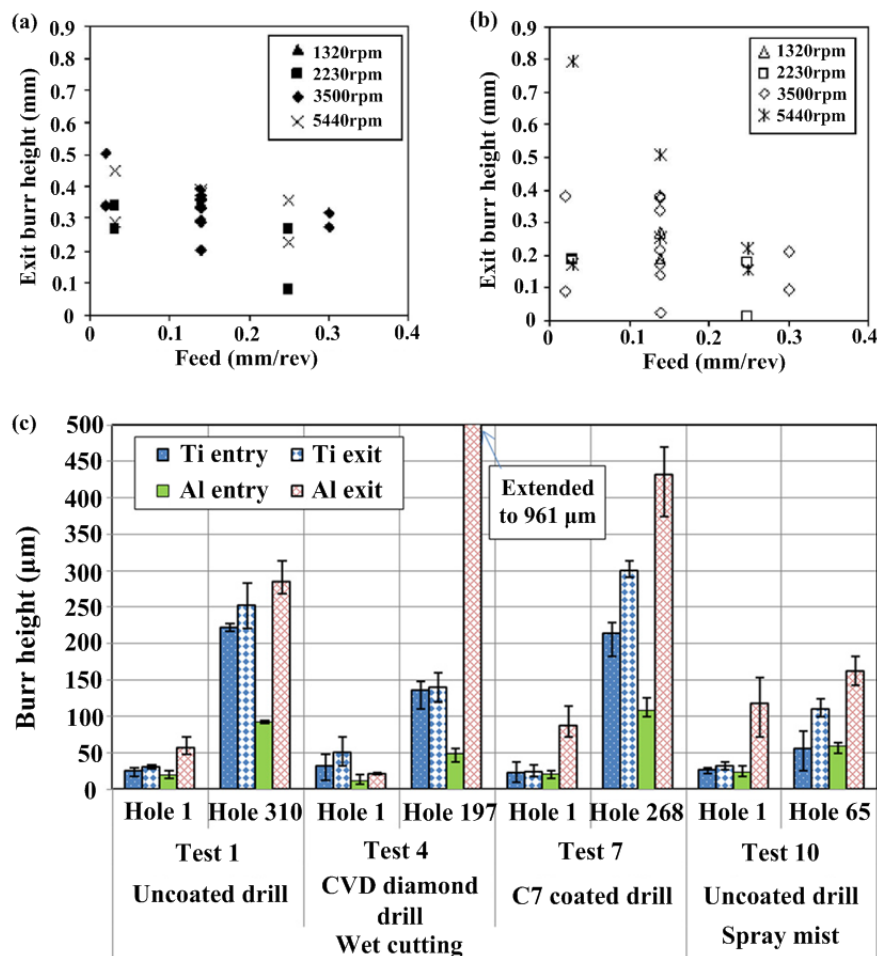 (a)
0.9
0.8
0.7
0.6
0.5
0.4
0.3
0.2
0.1
0
Exit burr height (mm)
1320rpm
2230rpm
3500rpm
5440rpm
0 0.1 0.2 0.3 0.4
Feed (mm/rev)
(b)
0.9
0.8
0.7
0.6
0.5
0.4
0.3
0.2
0.1
0
Exit burr height (mm)
1320rpm
2230rpm
3500rpm
5440rpm
0 0.1 0.2 0.3 0.4
Feed (mm/rev)
(c)
500
450
400
350
300
250
200
150
100
50
0
Burr height (μm)
Ti entry Ti exit
Al entry Al exit
Extended
to 961 μm
Hole 1 Hole 310 Hole 1 Hole 197 Hole 1 Hole 268 Hole 1 Hole 65
Test 1 Test 4 Test 7 Test 10
Uncoated drill CVD diamond C7 coated drill Uncoated drill
drill
Wet cutting Spray mist